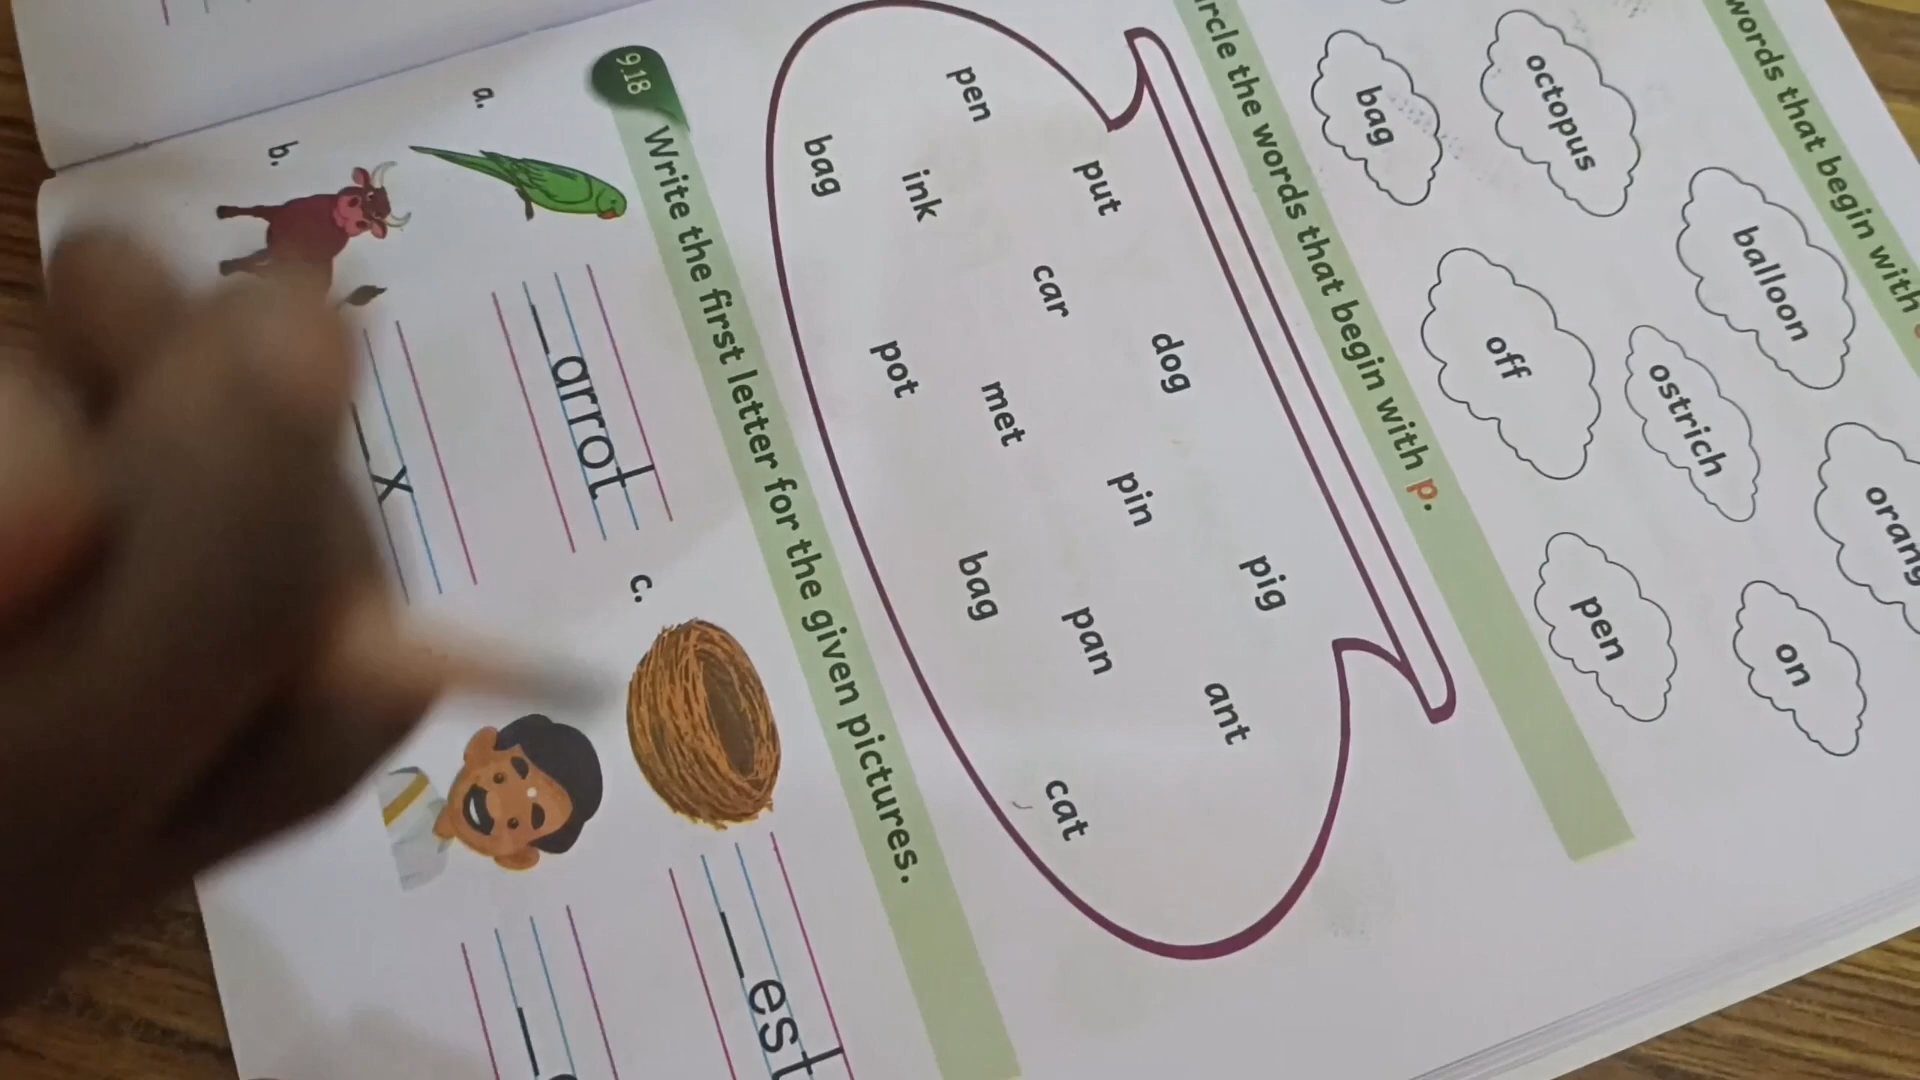 words that begin with
octopus
balloon
orang
bag
off
ostrich
on
pen
rcle the words that begin with p.
put
dog
pig
ant
pen
car
pin
pan
cat
ink
met
bag
bag
pot
9.18 Write the first letter for the given pictures.
a.
_arrot
c.
_est
b.
_x